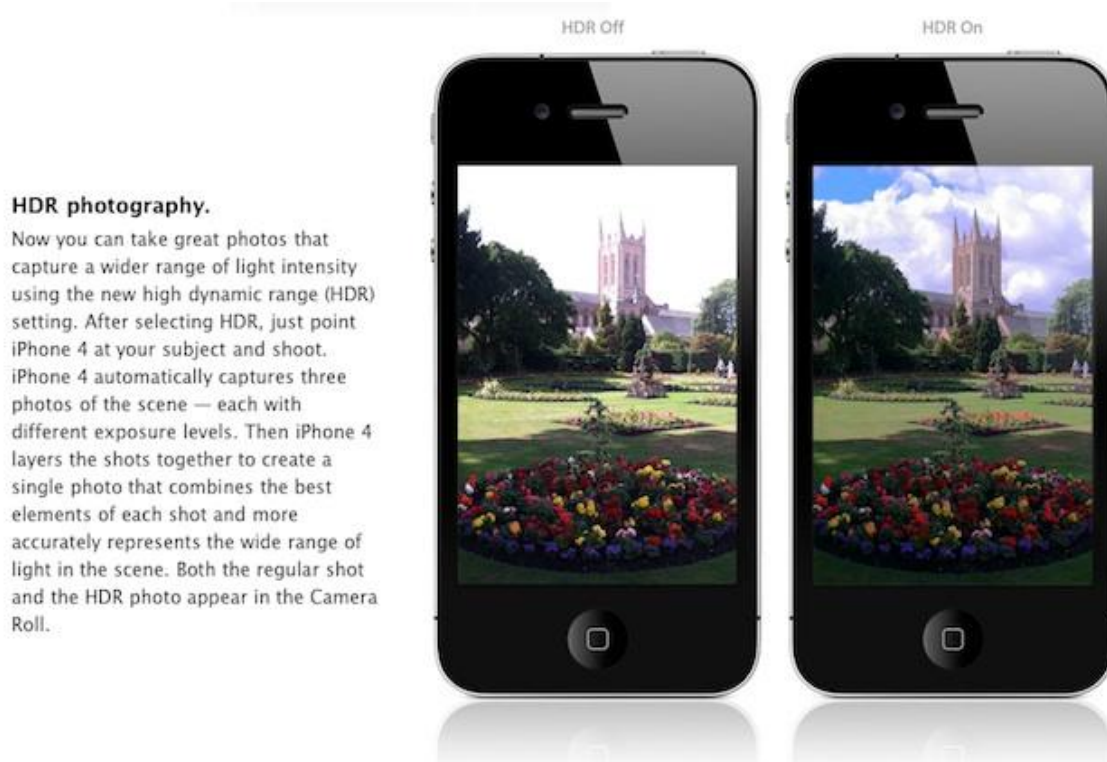 HDR Off
HDR On
HDR photography.
Now you can take great photos that
capture a wider range of light intensity
using the new high dynamic range (HDR)
setting. After selecting HDR, just point
iPhone 4 at your subject and shoot.
iPhone 4 automatically captures three
photos of the scene — each with
different exposure levels. Then iPhone 4
layers the shots together to create a
single photo that combines the best
elements of each shot and more
accurately represents the wide range of
light in the scene. Both the regular shot
and the HDR photo appear in the Camera
Roll.